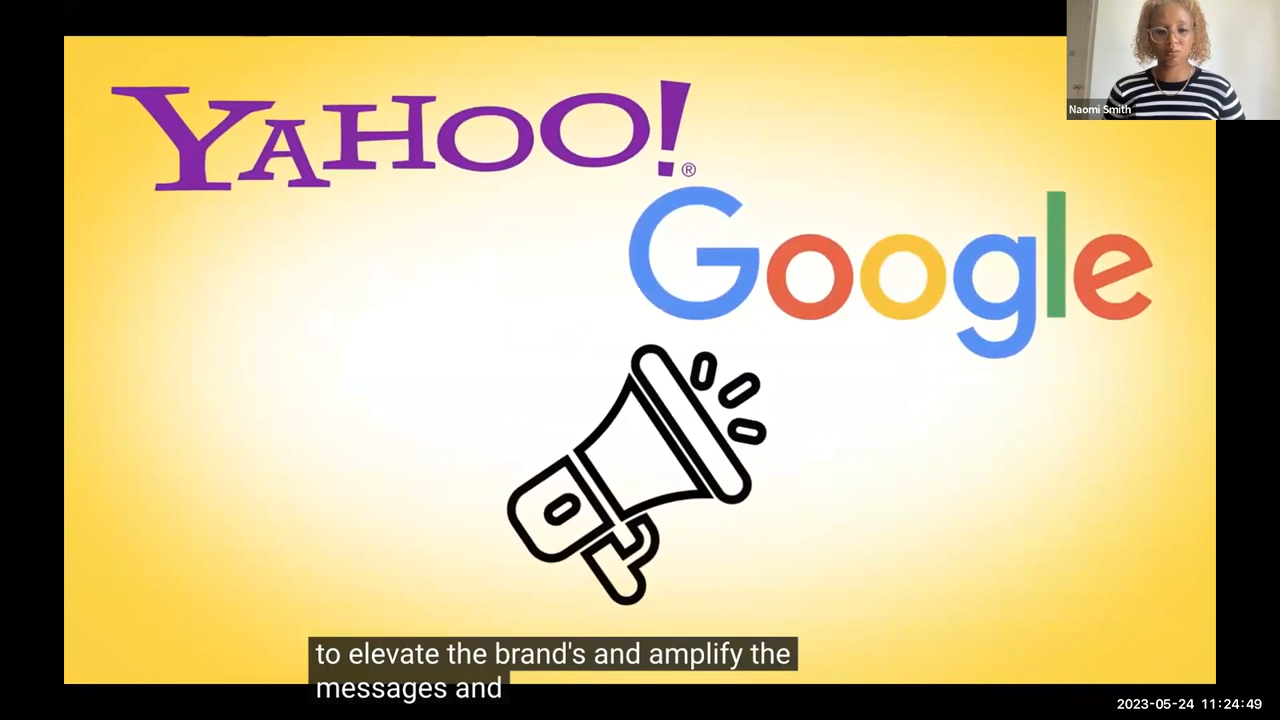 YAHOO!®
Google
Naomi Smith
to elevate the brand's and amplify the
messages and
2023-05-24 11:24:49